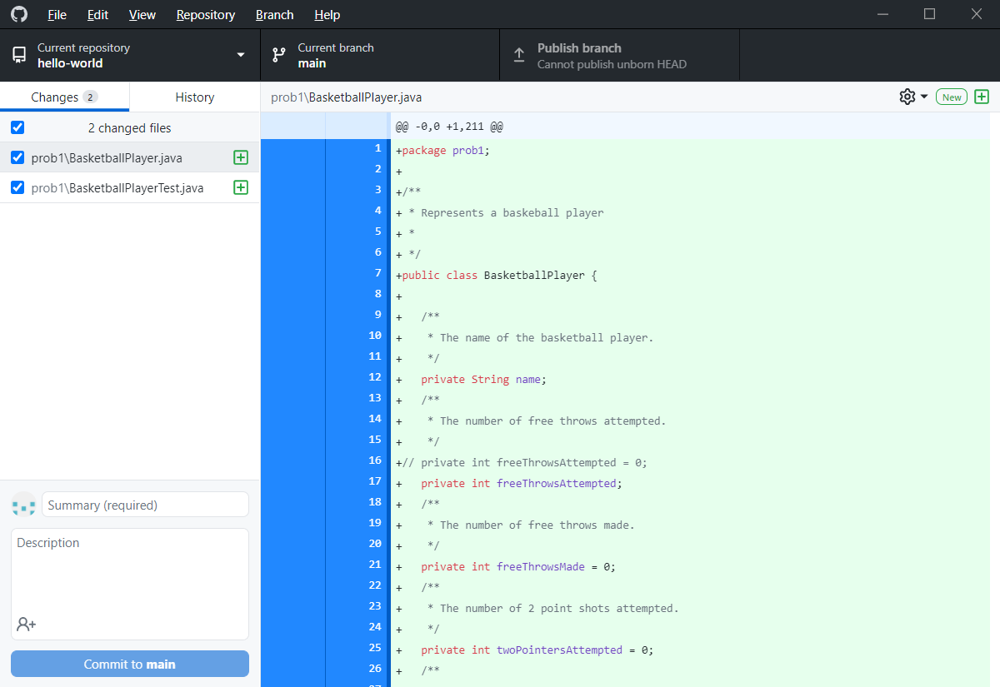 File Edit View Repository Branch Help
Current repository
hello-world
Current branch
main
Publish branch
Cannot publish unborn HEAD
Changes 2
History
2 changed files
prob1\BasketballPlayer.java
prob1\BasketballPlayerTest.java
Summary (required)
Description
Commit to main
prob1\BasketballPlayer.java
New
@@ -0,0 +1,211 @@
1 +package prob1;
2 +
3 +/**
4 + * Represents a baskeball player
5 + *
6 + */
7 +public class BasketballPlayer {
8 +
9 + /**
10 + * The name of the basketball player.
11 + */
12 + private String name;
13 + /**
14 + * The number of free throws attempted.
15 + */
16 +// private int freeThrowsAttempted = 0;
17 + private int freeThrowsAttempted;
18 + /**
19 + * The number of free throws made.
20 + */
21 + private int freeThrowsMade = 0;
22 + /**
23 + * The number of 2 point shots attempted.
24 + */
25 + private int twoPointersAttempted = 0;
26 + /**